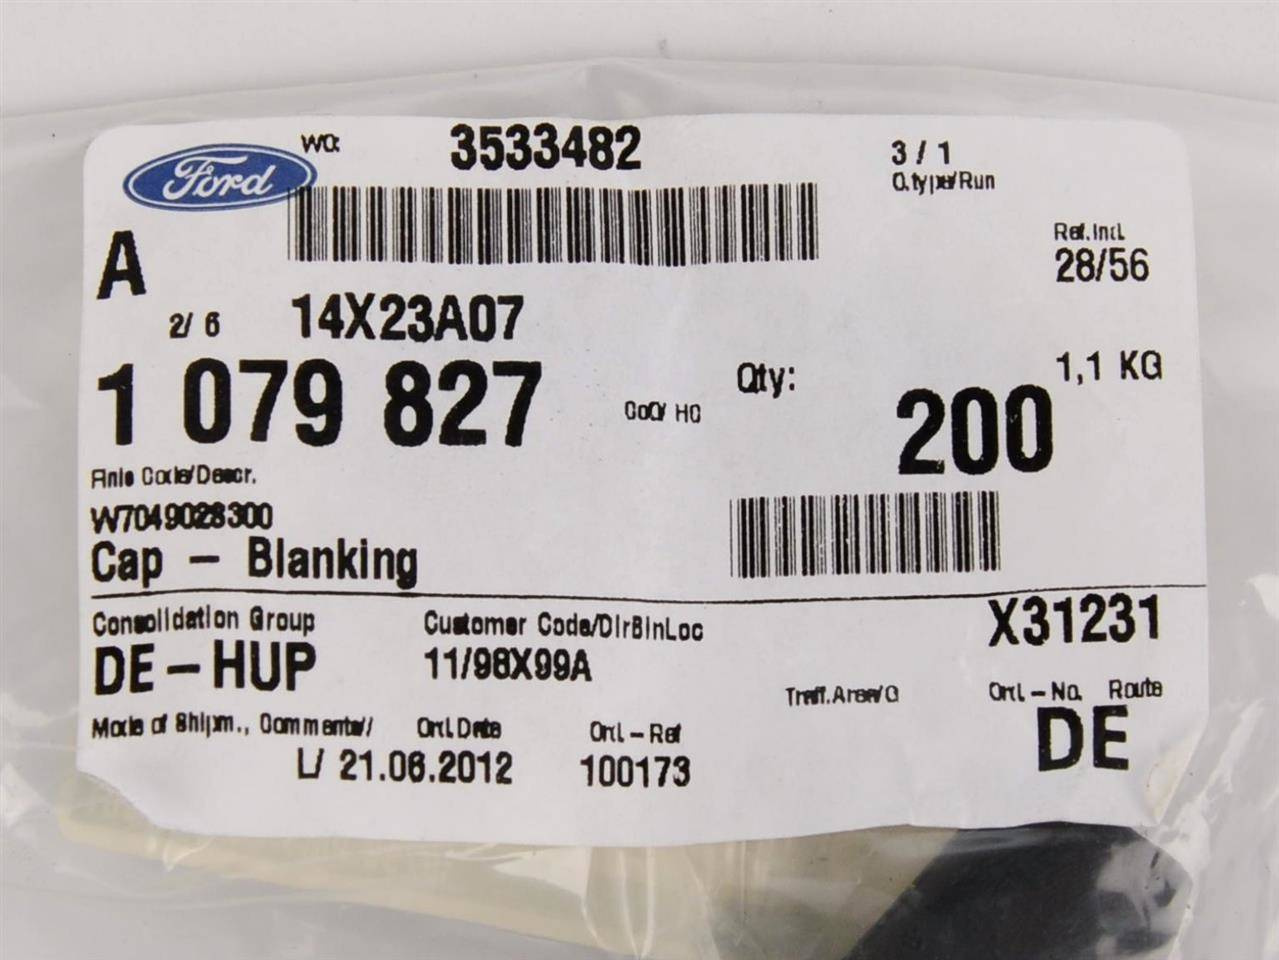 Ford
WO: 3533482
3 / 1
O.type/Run
A
Ref.Incl.
28/56
2/ 6 14X23A07
1 079 827
CoO/ HC
Qty: 200
1,1 KG
Finis Code/Descr.
W7049028300
Cap - Blanking
Consolidation Group
DE-HUP
Customer Code/DirBinLoc
11/98X99A
X31231
Traff.Area/G
Ord.-No. Route
DE
Mode of Shipm., Comments//
L/
Ord.Date
21.06.2012
Ord.-Ref
100173